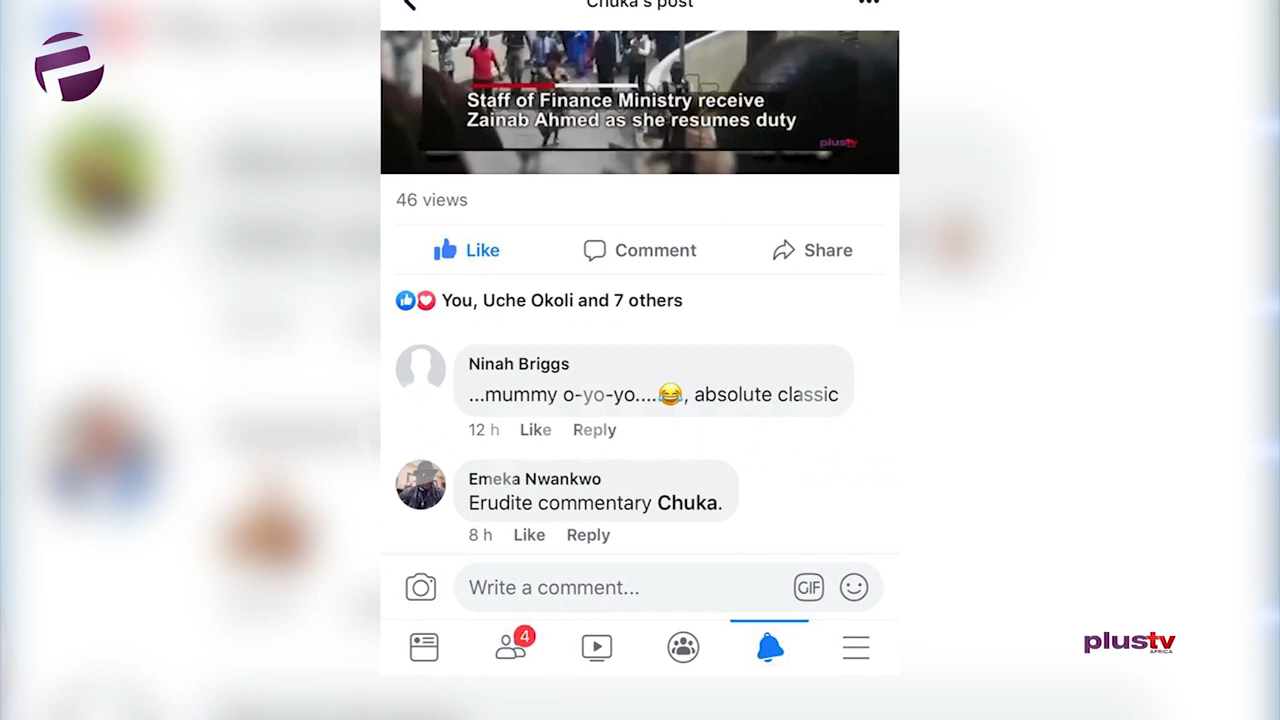 Chuka's post
Staff of Finance Ministry receive
Zainab Ahmed as she resumes duty
plustv
46 views
Like
Comment
Share
You, Uche Okoli and 7 others
Ninah Briggs
...mummy o-yo-yo....😂, absolute classic
12 h Like Reply
Emeka Nwankwo
Erudite commentary Chuka.
8 h Like Reply
Write a comment...
GIF
4
plustv
AFRICA